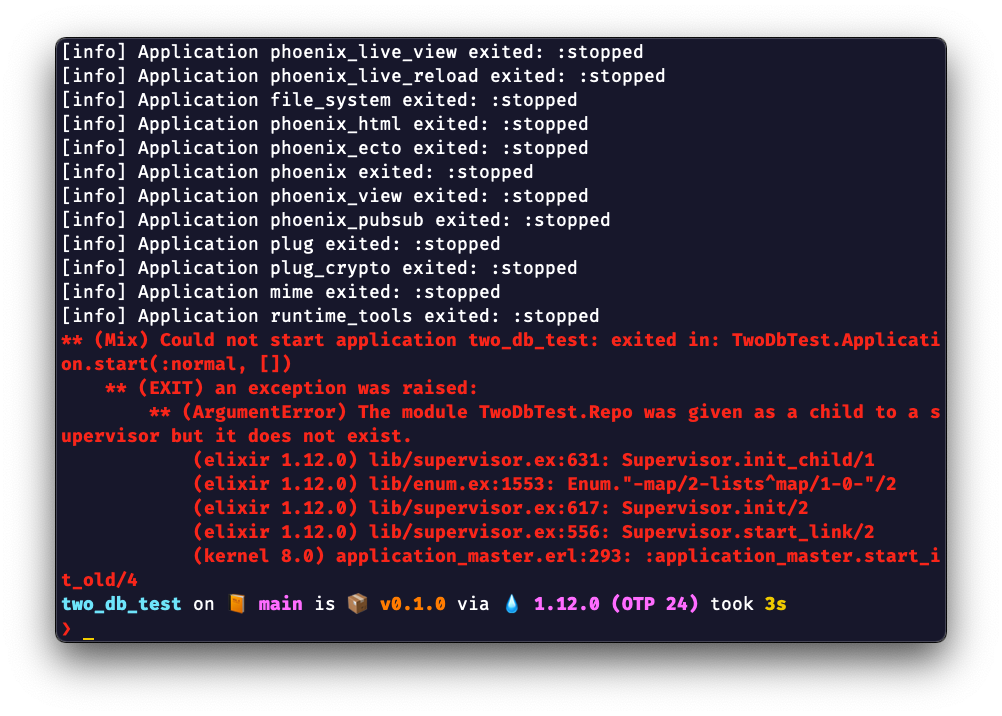 [info] Application phoenix_live_view exited: :stopped
[info] Application phoenix_live_reload exited: :stopped
[info] Application file_system exited: :stopped
[info] Application phoenix_html exited: :stopped
[info] Application phoenix_ecto exited: :stopped
[info] Application phoenix exited: :stopped
[info] Application phoenix_view exited: :stopped
[info] Application phoenix_pubsub exited: :stopped
[info] Application plug exited: :stopped
[info] Application plug_crypto exited: :stopped
[info] Application mime exited: :stopped
[info] Application runtime_tools exited: :stopped
** (Mix) Could not start application two_db_test: exited in: TwoDbTest.Applicati
on.start(:normal, [])
    ** (EXIT) an exception was raised:
        ** (ArgumentError) The module TwoDbTest.Repo was given as a child to a s
upervisor but it does not exist.
            (elixir 1.12.0) lib/supervisor.ex:631: Supervisor.init_child/1
            (elixir 1.12.0) lib/enum.ex:1553: Enum."-map/2-lists^map/1-0-"/2
            (elixir 1.12.0) lib/supervisor.ex:617: Supervisor.init/2
            (elixir 1.12.0) lib/supervisor.ex:556: Supervisor.start_link/2
            (kernel 8.0) application_master.erl:293: :application_master.start_i
t_old/4
two_db_test on 📙 main is 📦 v0.1.0 via 💧 1.12.0 (OTP 24) took 3s
❯ _